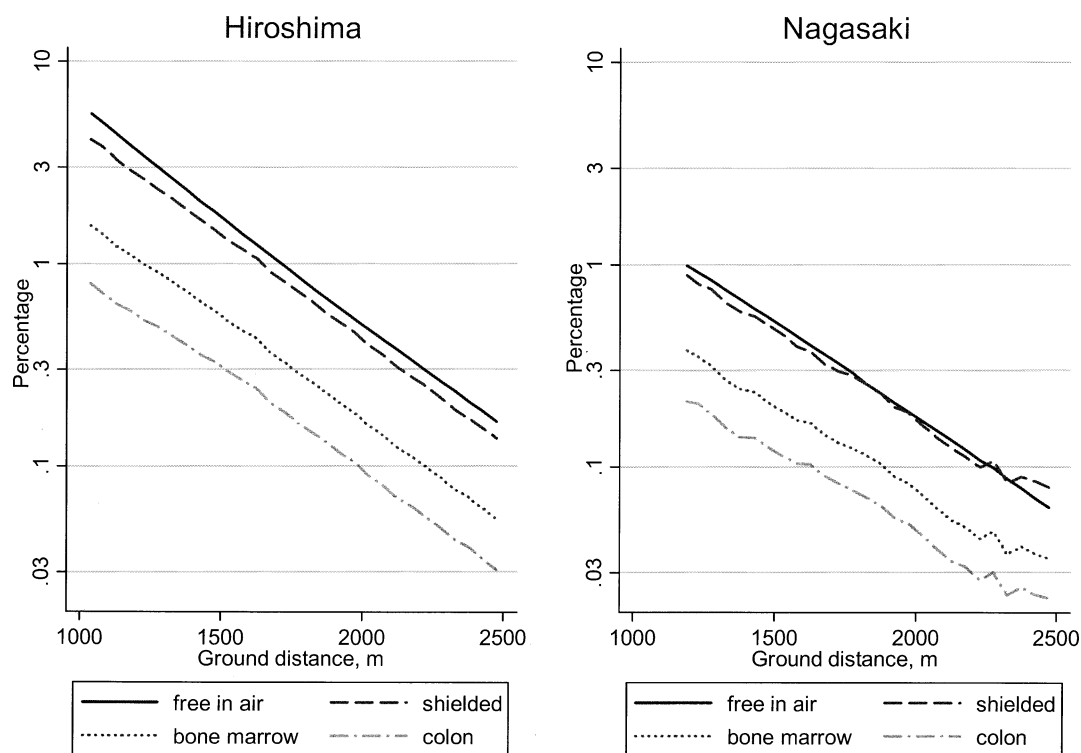 Hiroshima
10
3
1
.3
.1
.03
Percentage
1000 1500 2000 2500
Ground distance, m
free in air shielded
bone marrow colon
Nagasaki
10
3
1
.3
.1
.03
Percentage
1000 1500 2000 2500
Ground distance, m
free in air shielded
bone marrow colon